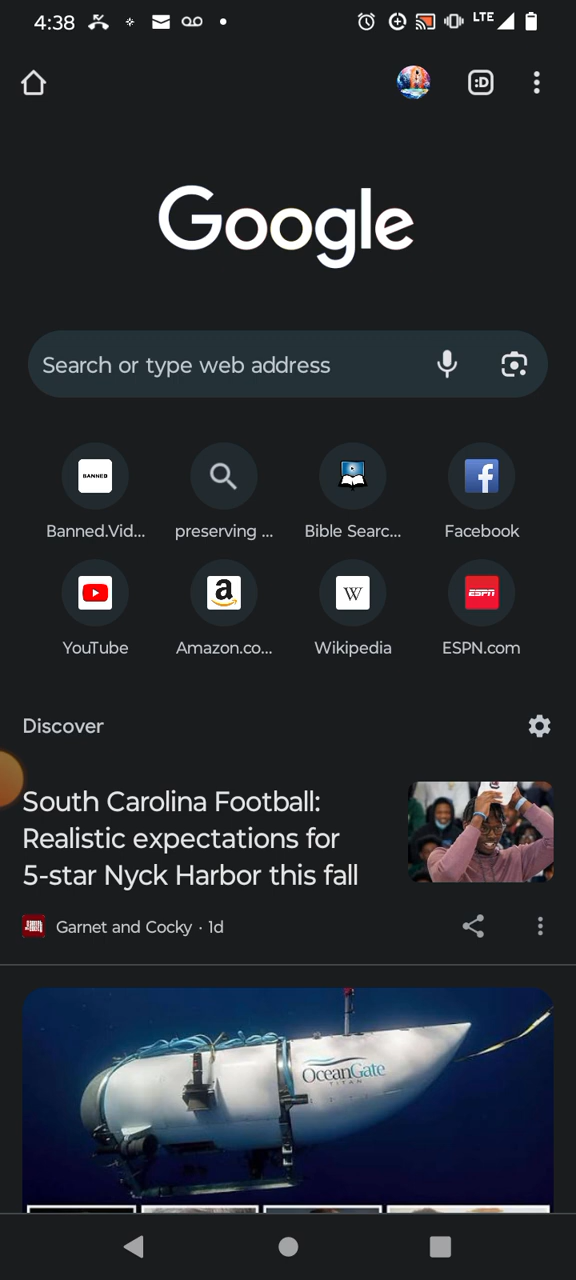 4:38
LTE
:D
Google
Search or type web address
BANNED
Banned.Vid...
preserving ...
Bible Searc...
Facebook
YouTube
a
Amazon.co...
W
Wikipedia
ESPN
ESPN.com
Discover
South Carolina Football:
Realistic expectations for
5-star Nyck Harbor this fall
Garnet and Cocky · 1d
OceanGate
TITAN